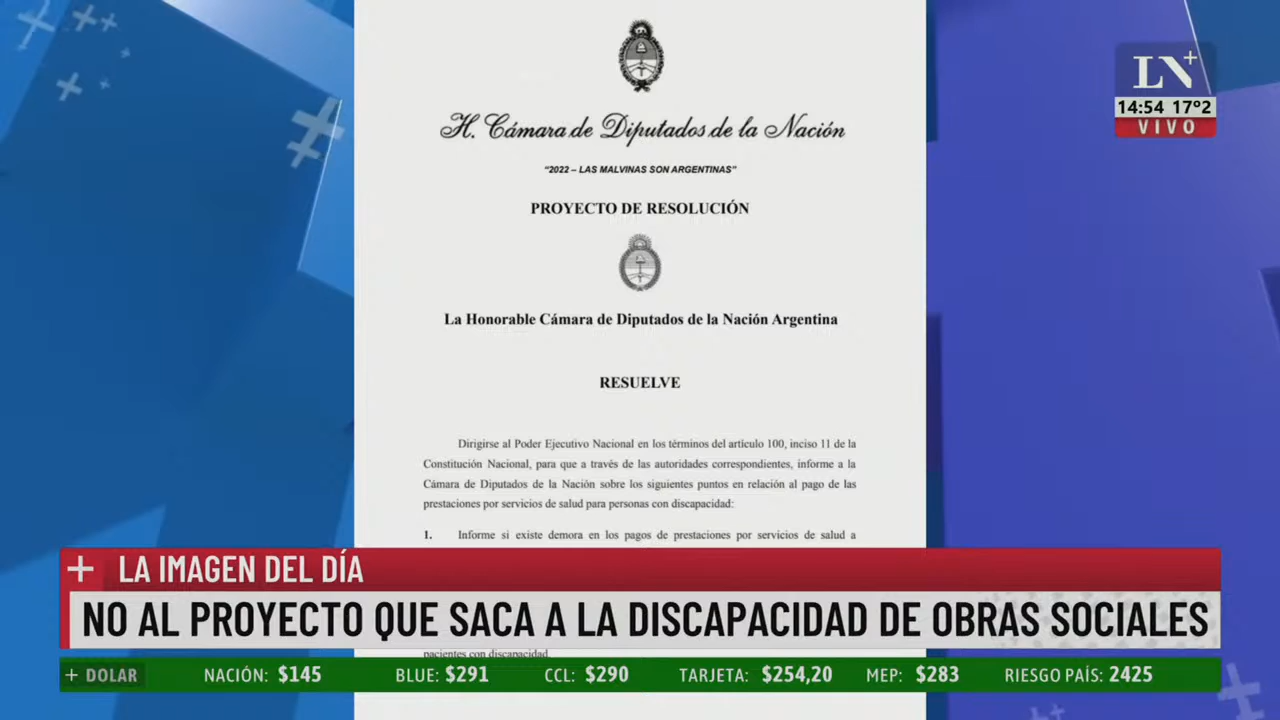 H. Cámara de Diputados de la Nación
"2022 – LAS MALVINAS SON ARGENTINAS"
PROYECTO DE RESOLUCIÓN
La Honorable Cámara de Diputados de la Nación Argentina
RESUELVE
Dirigirse al Poder Ejecutivo Nacional en los términos del artículo 100, inciso 11 de la
Constitución Nacional, para que a través de las autoridades correspondientes, informe a la
Cámara de Diputados de la Nación sobre los siguientes puntos en relación al pago de las
prestaciones por servicios de salud para personas con discapacidad:
1. Informe si existe demora en los pagos de prestaciones por servicios de salud a
pacientes con discapacidad.
LN+
14:54 17º2
VIVO
+ LA IMAGEN DEL DÍA
NO AL PROYECTO QUE SACA A LA DISCAPACIDAD DE OBRAS SOCIALES
+ DOLAR NACIÓN: $145 BLUE: $291 CCL: $290 TARJETA: $254,20 MEP: $283 RIESGO PAÍS: 2425